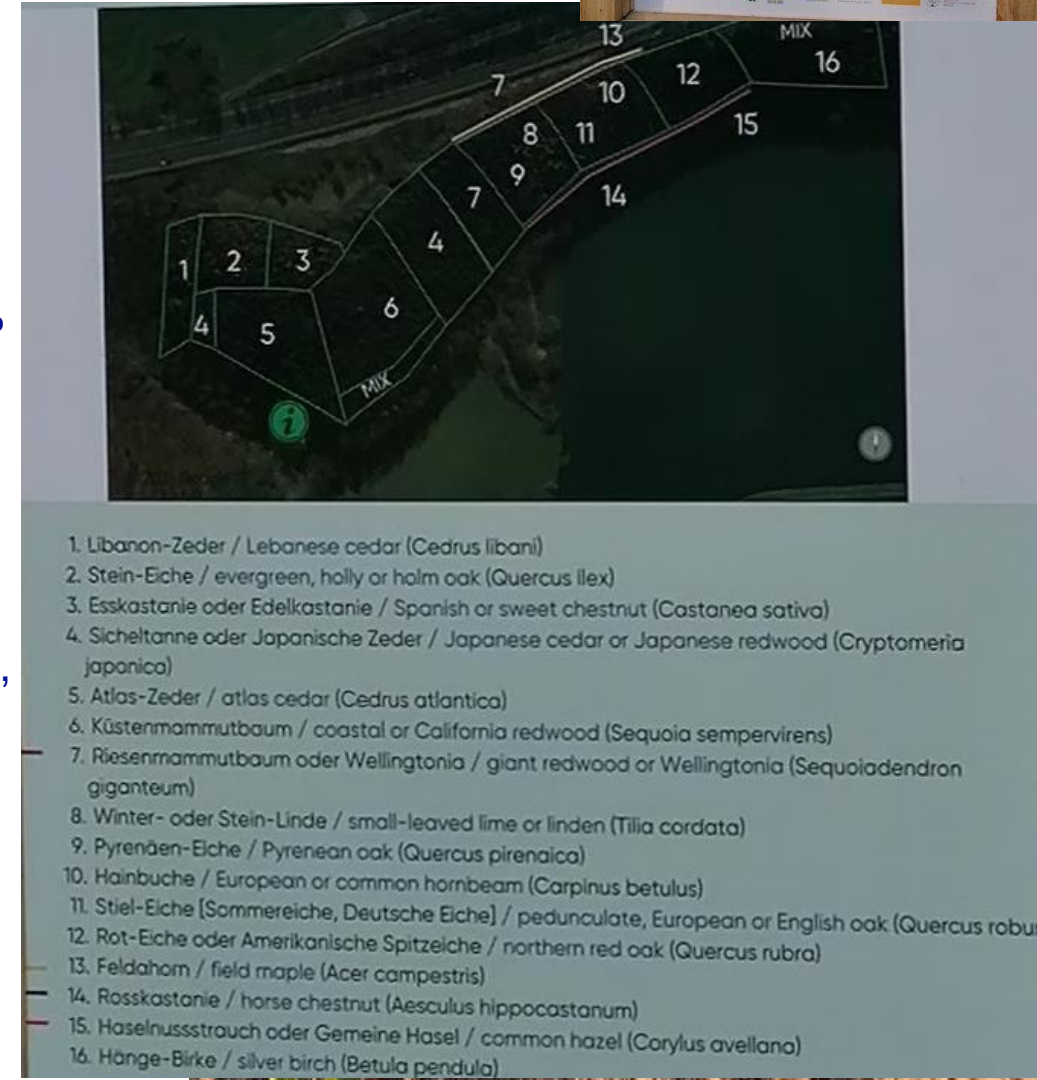 13
MIX
16
7
10
12
8
11
15
9
7
14
4
1
2
3
6
4
5
MIX
i
1. Libanon-Zeder / Lebanese cedar (Cedrus libani)
2. Stein-Eiche / evergreen, holly or holm oak (Quercus ilex)
3. Esskastanie oder Edelkastanie / Spanish or sweet chestnut (Castanea sativa)
4. Sicheltanne oder Japanische Zeder / Japanese cedar or Japanese redwood (Cryptomeria
japonica)
5. Atlas-Zeder / atlas cedar (Cedrus atlantica)
6. Küstenmammutbaum / coastal or California redwood (Sequoia sempervirens)
7. Riesenmammutbaum oder Wellingtonia / giant redwood or Wellingtonia (Sequoiadendron
giganteum)
8. Winter- oder Stein-Linde / small-leaved lime or linden (Tilia cordata)
9. Pyrenäen-Eiche / Pyrenean oak (Quercus pirenaica)
10. Hainbuche / European or common hornbeam (Carpinus betulus)
11. Stiel-Eiche [Sommereiche, Deutsche Eiche] / pedunculate, European or English oak (Quercus robu
12. Rot-Eiche oder Amerikanische Spitzeiche / northern red oak (Quercus rubra)
13. Feldahorn / field maple (Acer campestris)
14. Rosskastanie / horse chestnut (Aesculus hippocastanum)
15. Haselnussstrauch oder Gemeine Hasel / common hazel (Corylus avellana)
16. Hänge-Birke / silver birch (Betula pendula)